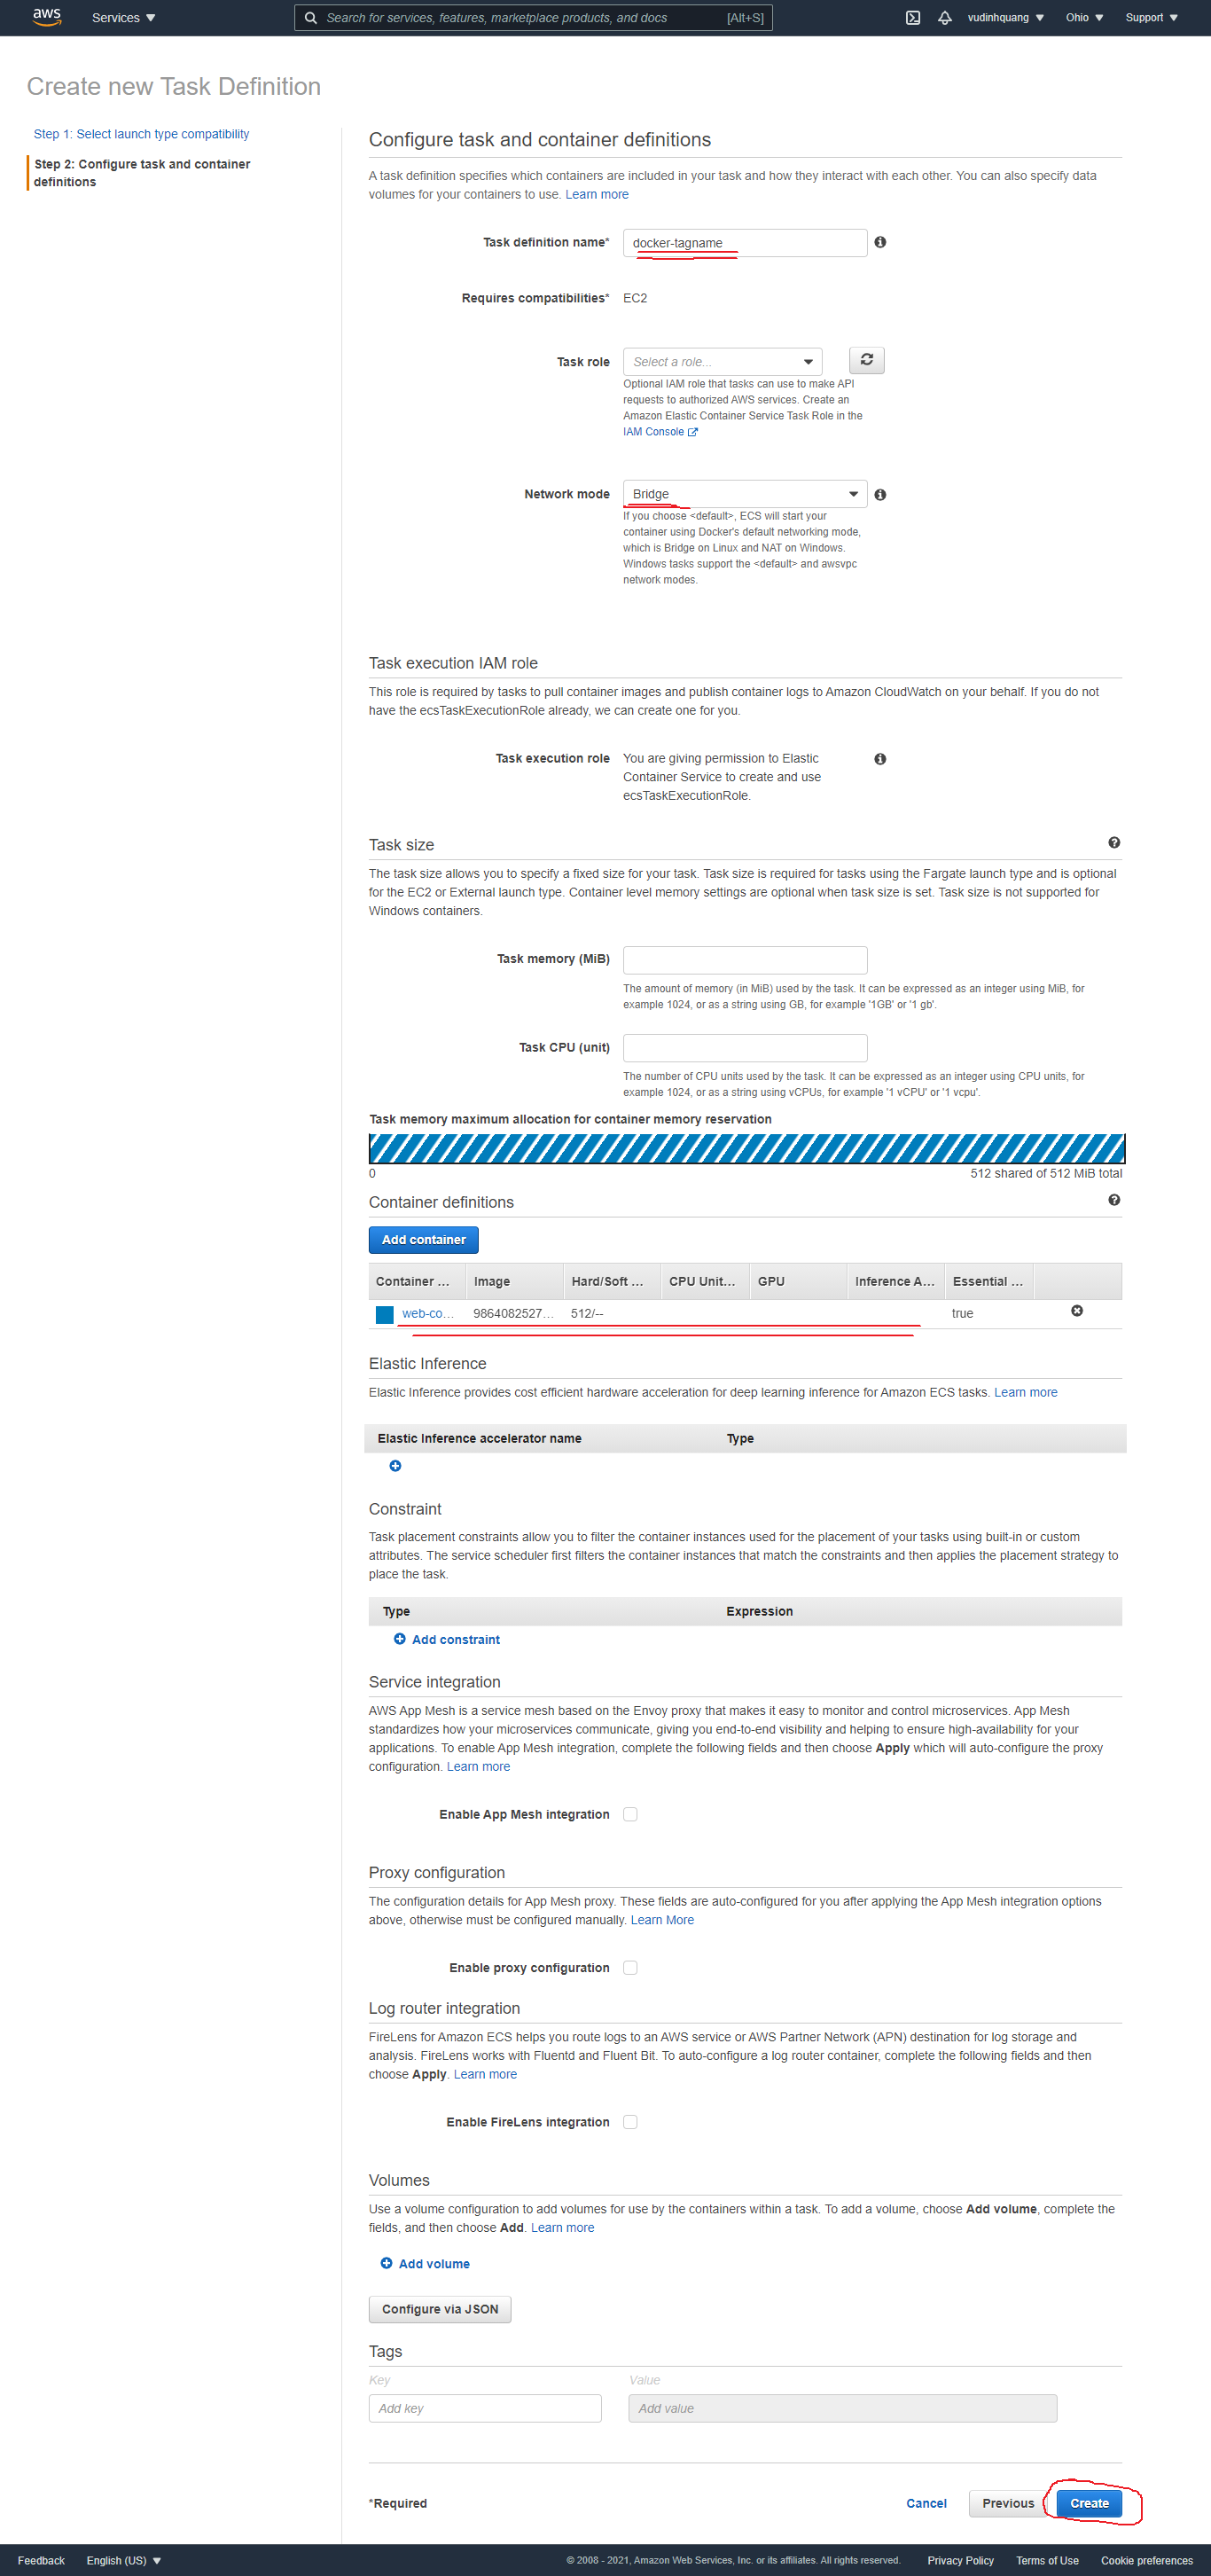 aws Services Search for services, features, marketplace products, and docs [Alt+S] vudinhquang Ohio Support
Create new Task Definition
Step 1: Select launch type compatibility
Step 2: Configure task and container
definitions
Configure task and container definitions
A task definition specifies which containers are included in your task and how they interact with each other. You can also specify data
volumes for your containers to use. Learn more
Task definition name* docker-tagname
Requires compatibilities* EC2
Task role Select a role...
Optional IAM role that tasks can use to make API
requests to authorized AWS services. Create an
Amazon Elastic Container Service Task Role in the
IAM Console
Network mode Bridge
If you choose <default>, ECS will start your
container using Docker's default networking mode,
which is Bridge on Linux and NAT on Windows.
Windows tasks support the <default> and awsvpc
network modes.
Task execution IAM role
This role is required by tasks to pull container images and publish container logs to Amazon CloudWatch on your behalf. If you do not
have the ecsTaskExecutionRole already, we can create one for you.
Task execution role You are giving permission to Elastic
Container Service to create and use
ecsTaskExecutionRole.
Task size
The task size allows you to specify a fixed size for your task. Task size is required for tasks using the Fargate launch type and is optional
for the EC2 or External launch type. Container level memory settings are optional when task size is set. Task size is not supported for
Windows containers.
Task memory (MiB)
The amount of memory (in MiB) used by the task. It can be expressed as an integer using MiB, for
example 1024, or as a string using GB, for example '1GB' or '1 gb'.
Task CPU (unit)
The number of CPU units used by the task. It can be expressed as an integer using CPU units, for
example 1024, or as a string using vCPUs, for example '1 vCPU' or '1 vcpu'.
Task memory maximum allocation for container memory reservation
0 512 shared of 512 MiB total
Container definitions
Add container
Container ... Image Hard/Soft ... CPU Unit... GPU Inference A... Essential ...
web-co... 9864082527... 512/-- true
Elastic Inference
Elastic Inference provides cost efficient hardware acceleration for deep learning inference for Amazon ECS tasks. Learn more
Elastic Inference accelerator name Type
Constraint
Task placement constraints allow you to filter the container instances used for the placement of your tasks using built-in or custom
attributes. The service scheduler first filters the container instances that match the constraints and then applies the placement strategy to
place the task.
Type Expression
Add constraint
Service integration
AWS App Mesh is a service mesh based on the Envoy proxy that makes it easy to monitor and control microservices. App Mesh
standardizes how your microservices communicate, giving you end-to-end visibility and helping to ensure high-availability for your
applications. To enable App Mesh integration, complete the following fields and then choose Apply which will auto-configure the proxy
configuration. Learn more
Enable App Mesh integration
Proxy configuration
The configuration details for App Mesh proxy. These fields are auto-configured for you after applying the App Mesh integration options
above, otherwise must be configured manually. Learn More
Enable proxy configuration
Log router integration
FireLens for Amazon ECS helps you route logs to an AWS service or AWS Partner Network (APN) destination for log storage and
analysis. FireLens works with Fluentd and Fluent Bit. To auto-configure a log router container, complete the following fields and then
choose Apply. Learn more
Enable FireLens integration
Volumes
Use a volume configuration to add volumes for use by the containers within a task. To add a volume, choose Add volume, complete the
fields, and then choose Add. Learn more
Add volume
Configure via JSON
Tags
Key Value
Add key Add value
*Required Cancel Previous Create
Feedback English (US) © 2008 - 2021, Amazon Web Services, Inc. or its affiliates. All rights reserved. Privacy Policy Terms of Use Cookie preferences